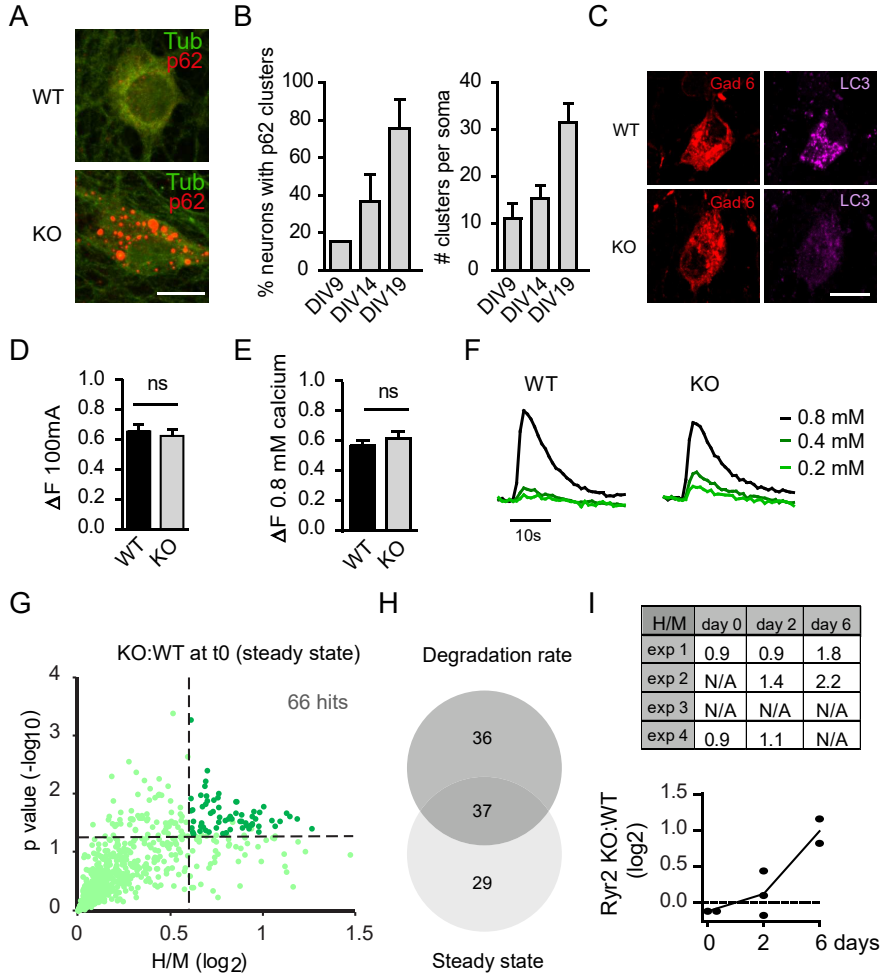 A
Tub
p62
WT
Tub
p62
KO
B
% neurons with p62 clusters
100
80
60
40
20
0
DIV9
DIV14
DIV19
# clusters per soma
40
30
20
10
0
DIV9
DIV14
DIV19
C
Gad 6
LC3
WT
Gad 6
LC3
KO
D
ΔF 100mA
1.0
0.8
0.6
0.4
0.2
0.0
ns
WT
KO
E
ΔF 0.8 mM calcium
1.0
0.8
0.6
0.4
0.2
0.0
ns
WT
KO
F
WT
KO
0.8 mM
0.4 mM
0.2 mM
10s
G
KO:WT at t0 (steady state)
66 hits
p value (-log10)
4
3
2
1
0
0
0.5
1
1.5
H/M (log2)
H
Degradation rate
36
37
29
Steady state
I
H/M day 0 day 2 day 6
exp 1 0.9 0.9 1.8
exp 2 N/A 1.4 2.2
exp 3 N/A N/A N/A
exp 4 0.9 1.1 N/A
Ryr2 KO:WT
(log2)
1.5
1.0
0.5
0.0
0 2 6 days